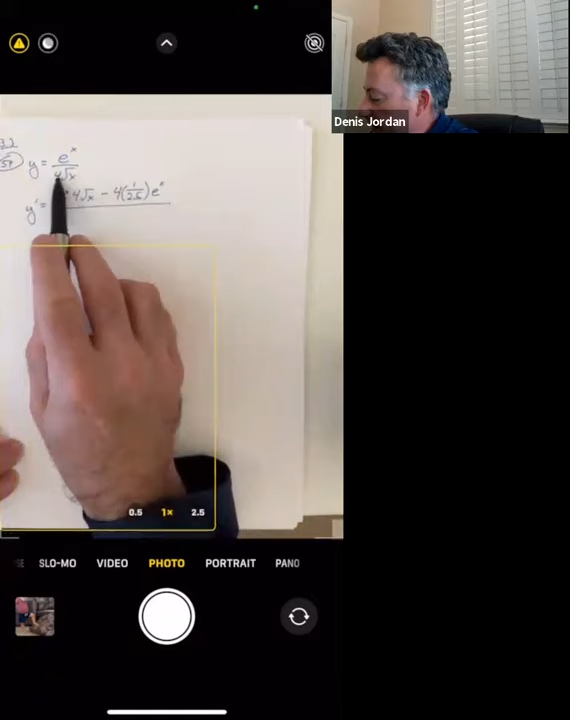 Denis Jordan
y = e^x / 4√x
y' = 4√x - 4(1/2√x)e^x
0.5 1× 2.5
SLO-MO VIDEO PHOTO PORTRAIT PANO